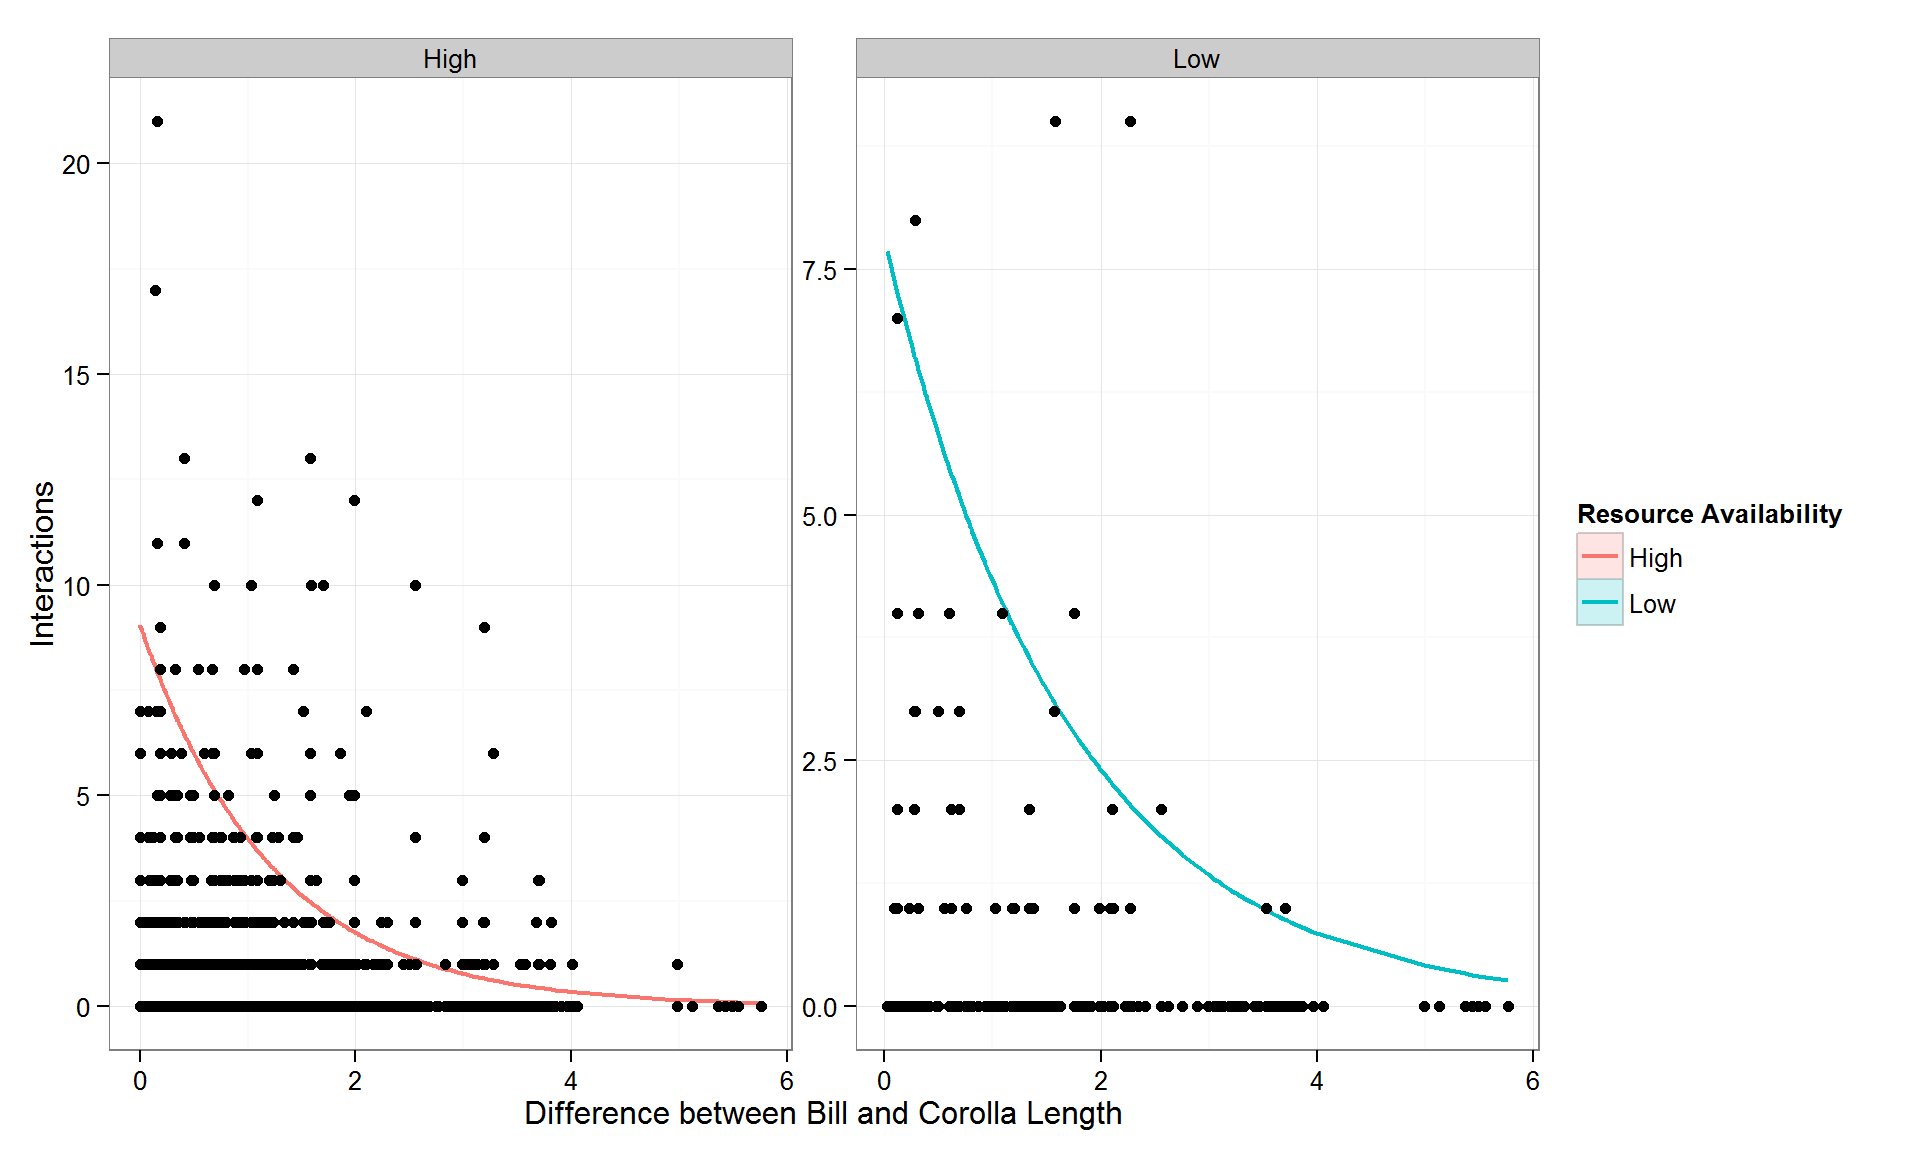 High
Low
20
15
10
5
0
7.5
5.0
2.5
0.0
Interactions
0 2 4 6
0 2 4 6
Difference between Bill and Corolla Length
Resource Availability
High
Low